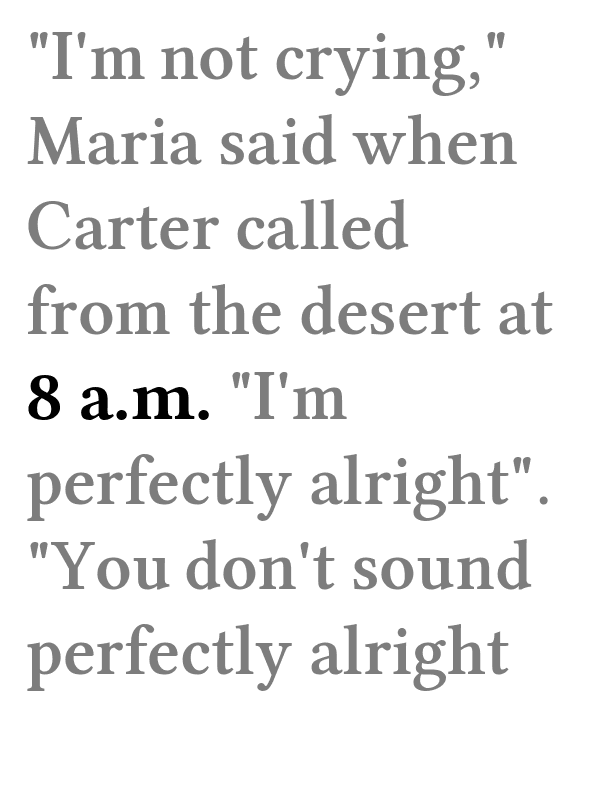 "I'm not crying,"
Maria said when
Carter called
from the desert at
8 a.m. "I'm
perfectly alright".
"You don't sound
perfectly alright